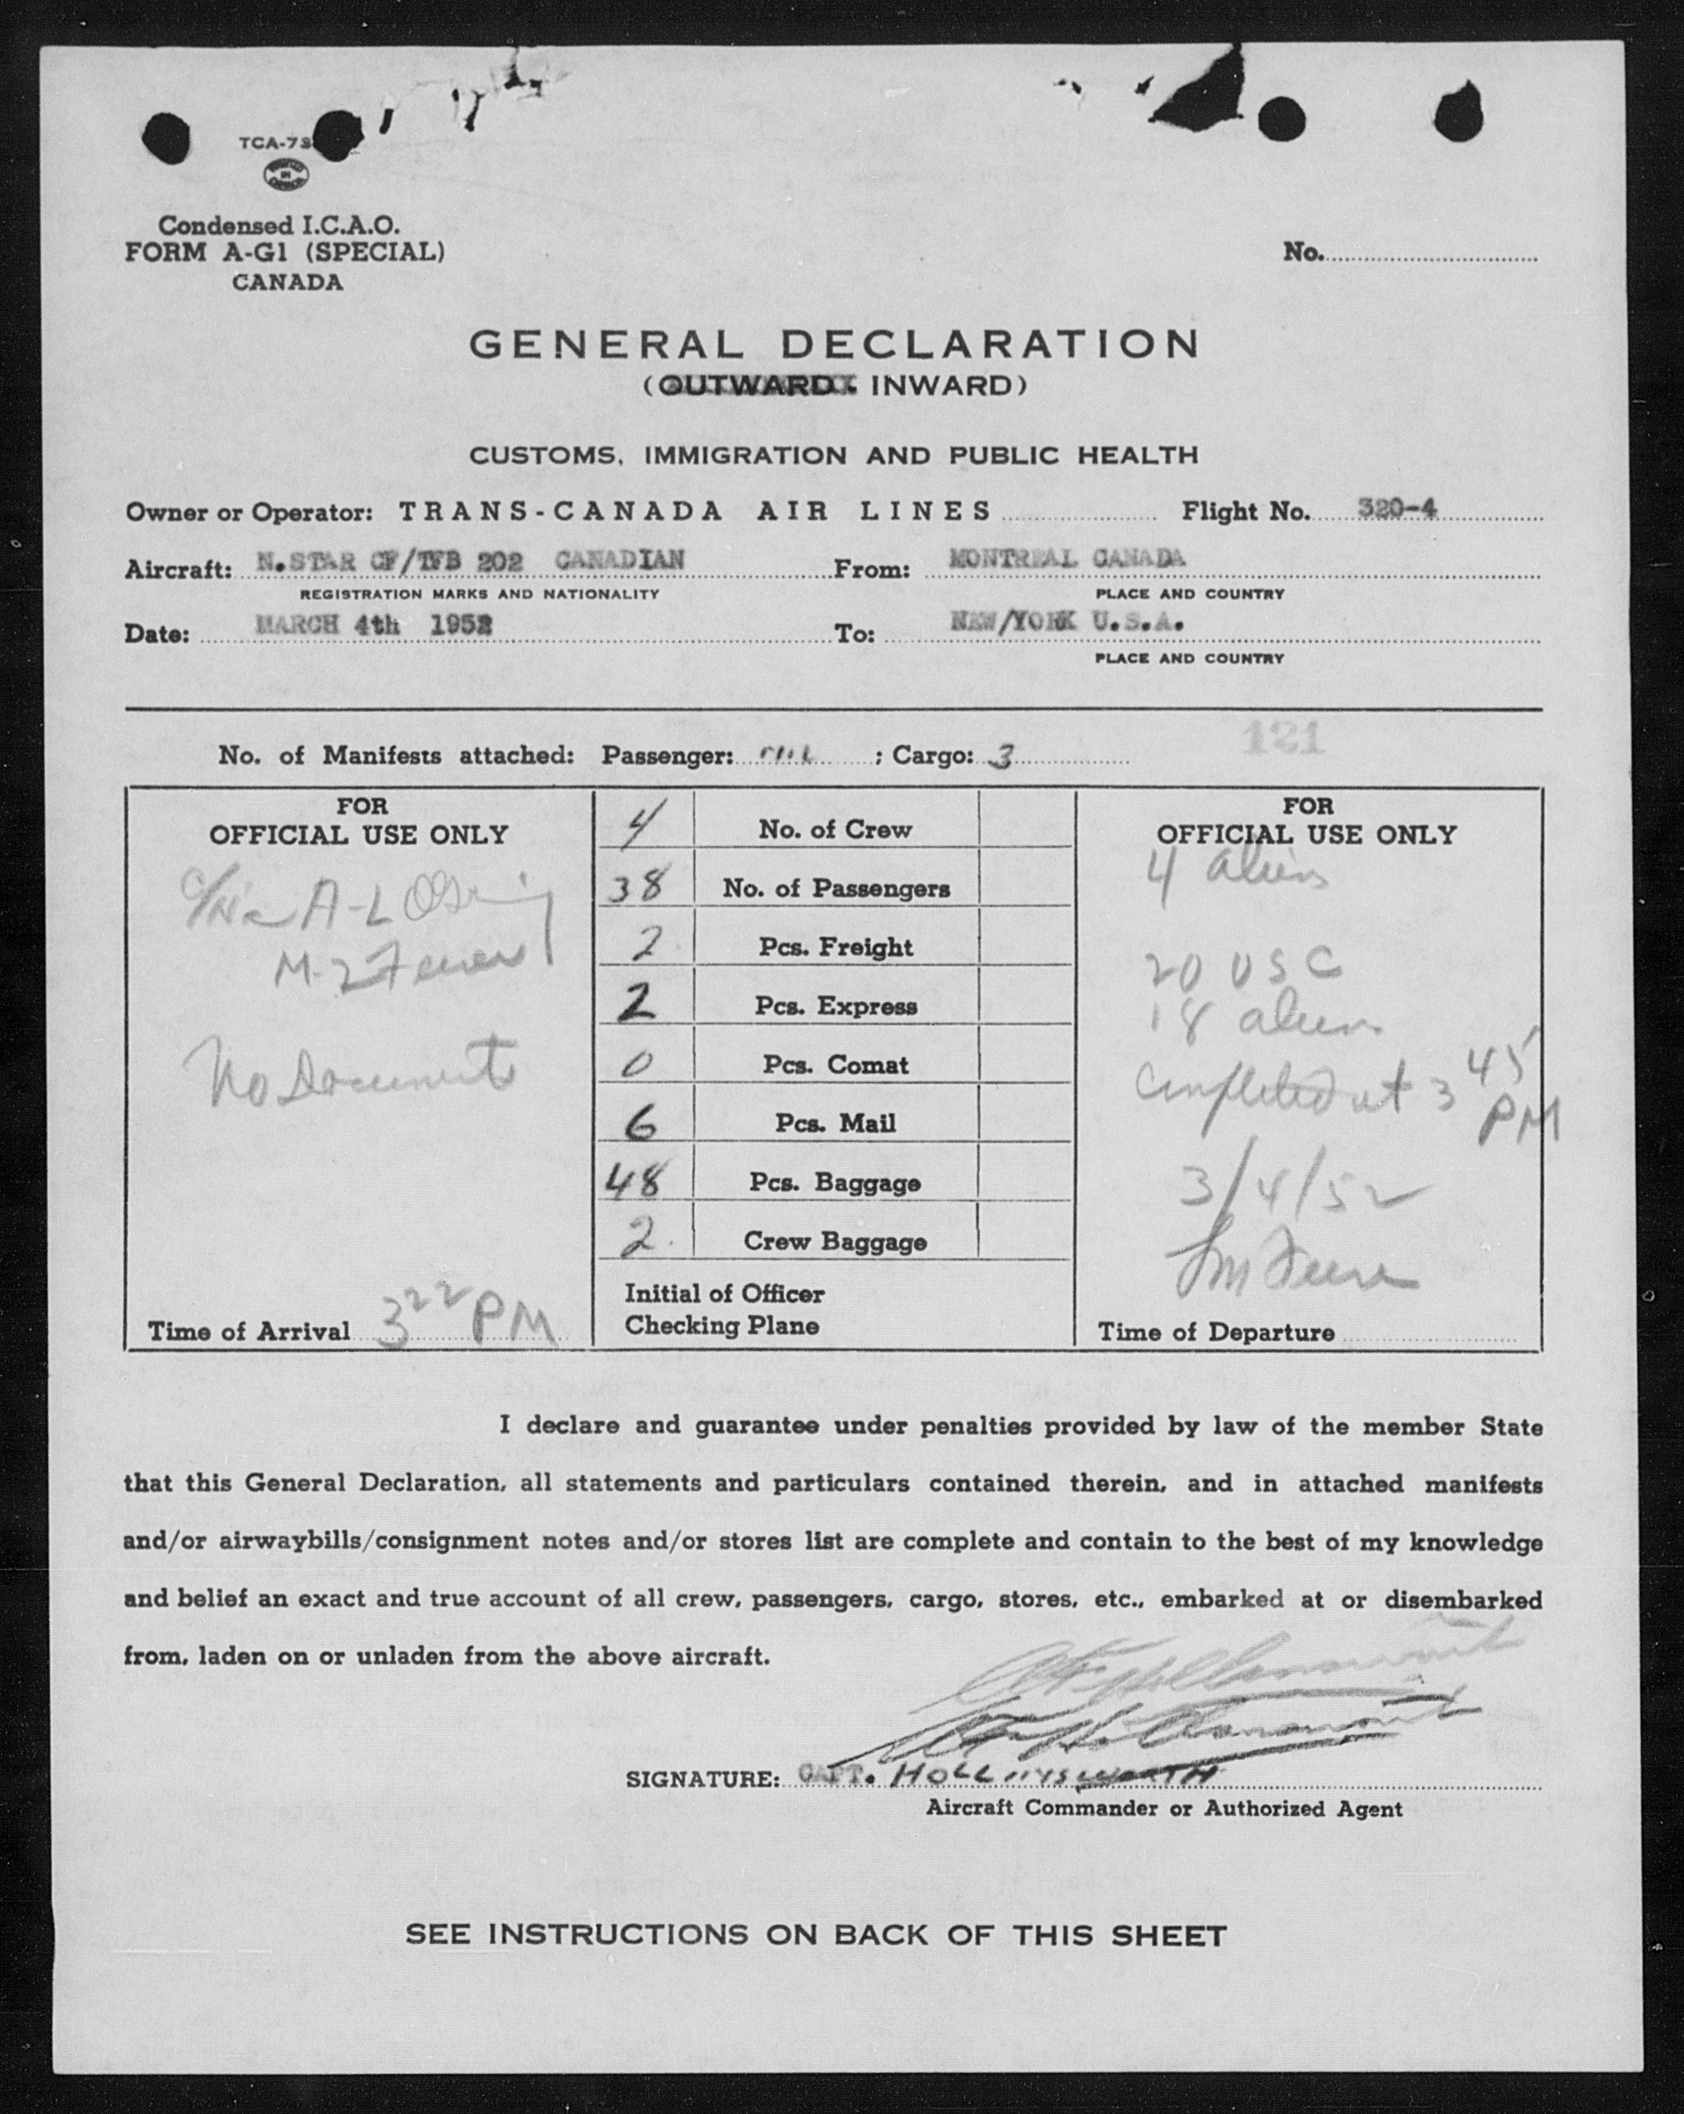 TCA-73
Condensed I.C.A.O.
FORM A-G1 (SPECIAL)
CANADA
No.
GENERAL DECLARATION
(OUTWARD - INWARD)
CUSTOMS, IMMIGRATION AND PUBLIC HEALTH
Owner or Operator: TRANS-CANADA AIR LINES Flight No. 320-4
Aircraft: N.STAR CF/TFB 202 CANADIAN From: MONTREAL CANADA
REGISTRATION MARKS AND NATIONALITY PLACE AND COUNTRY
Date: MARCH 4th 1952 To: NEW/YORK U.S.A.
PLACE AND COUNTRY
121
No. of Manifests attached: Passenger: nil ; Cargo: 3
FOR
OFFICIAL USE ONLY
A-L
M-2
No Documents
Time of Arrival 3 22 PM
4 No. of Crew
38 No. of Passengers
2 Pcs. Freight
2 Pcs. Express
0 Pcs. Comat
6 Pcs. Mail
48 Pcs. Baggage
2 Crew Baggage
Initial of Officer
Checking Plane
FOR
OFFICIAL USE ONLY
4 aliens
20 USC
18 aliens
Completed at 3 45
PM
3/4/52
Time of Departure
I declare and guarantee under penalties provided by law of the member State
that this General Declaration, all statements and particulars contained therein, and in attached manifests
and/or airwaybills/consignment notes and/or stores list are complete and contain to the best of my knowledge
and belief an exact and true account of all crew, passengers, cargo, stores, etc., embarked at or disembarked
from, laden on or unladen from the above aircraft.
SIGNATURE: CAPT. HOLLINGSWORTH
Aircraft Commander or Authorized Agent
SEE INSTRUCTIONS ON BACK OF THIS SHEET